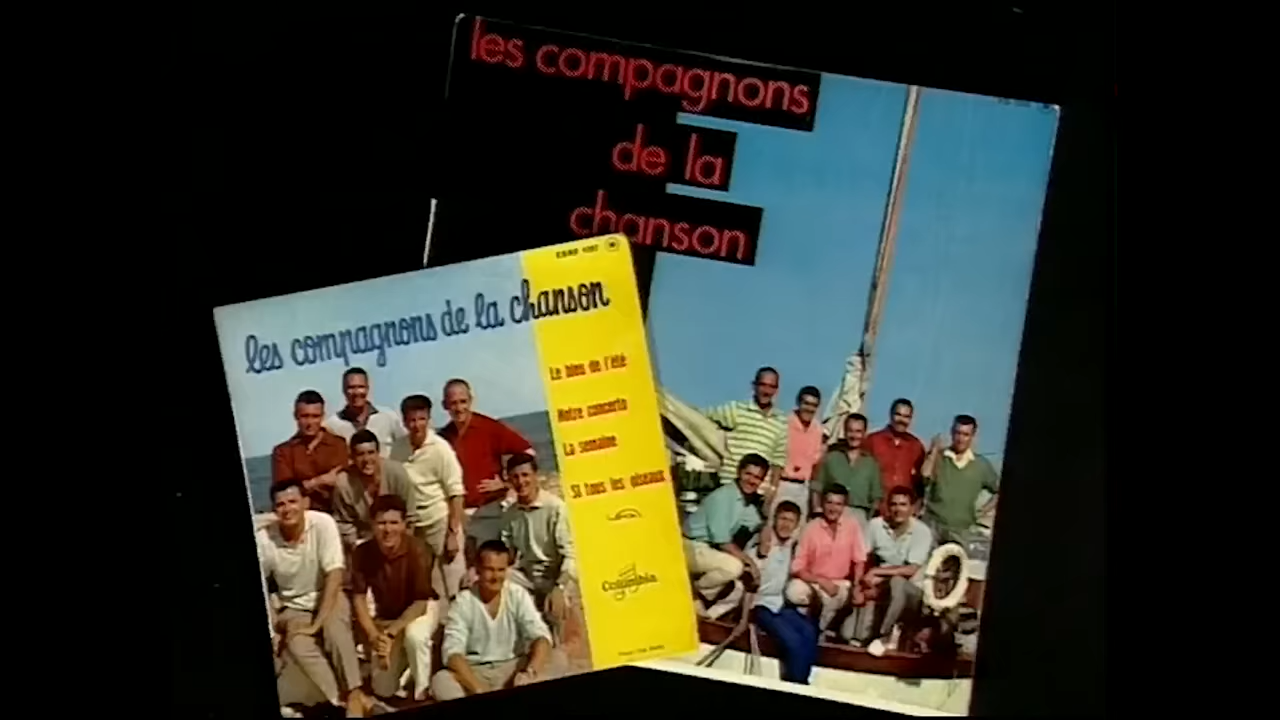 les compagnons
de la
chanson
les compagnons de la chanson
Le bleu de l'été
Notre concerto
La semaine
Si tous les oiseaux
Columbia